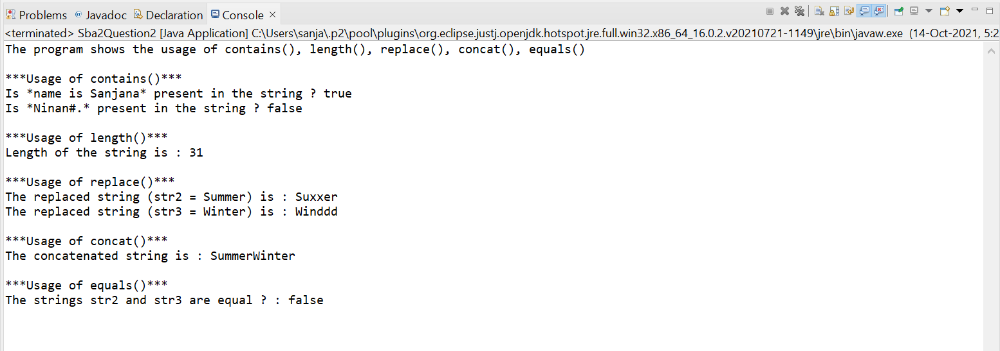 Problems @ Javadoc Declaration Console
<terminated> Sba2Question2 [Java Application] C:\Users\sanja\.p2\pool\plugins\org.eclipse.justj.openjdk.hotspot.jre.full.win32.x86_64_16.0.2.v20210721-1149\jre\bin\javaw.exe (14-Oct-2021, 5:2
The program shows the usage of contains(), length(), replace(), concat(), equals()
***Usage of contains()***
Is *name is Sanjana* present in the string ? true
Is *Ninan#.* present in the string ? false
***Usage of length()***
Length of the string is : 31
***Usage of replace()***
The replaced string (str2 = Summer) is : Suxxer
The replaced string (str3 = Winter) is : Winddd
***Usage of concat()***
The concatenated string is : SummerWinter
***Usage of equals()***
The strings str2 and str3 are equal ? : false